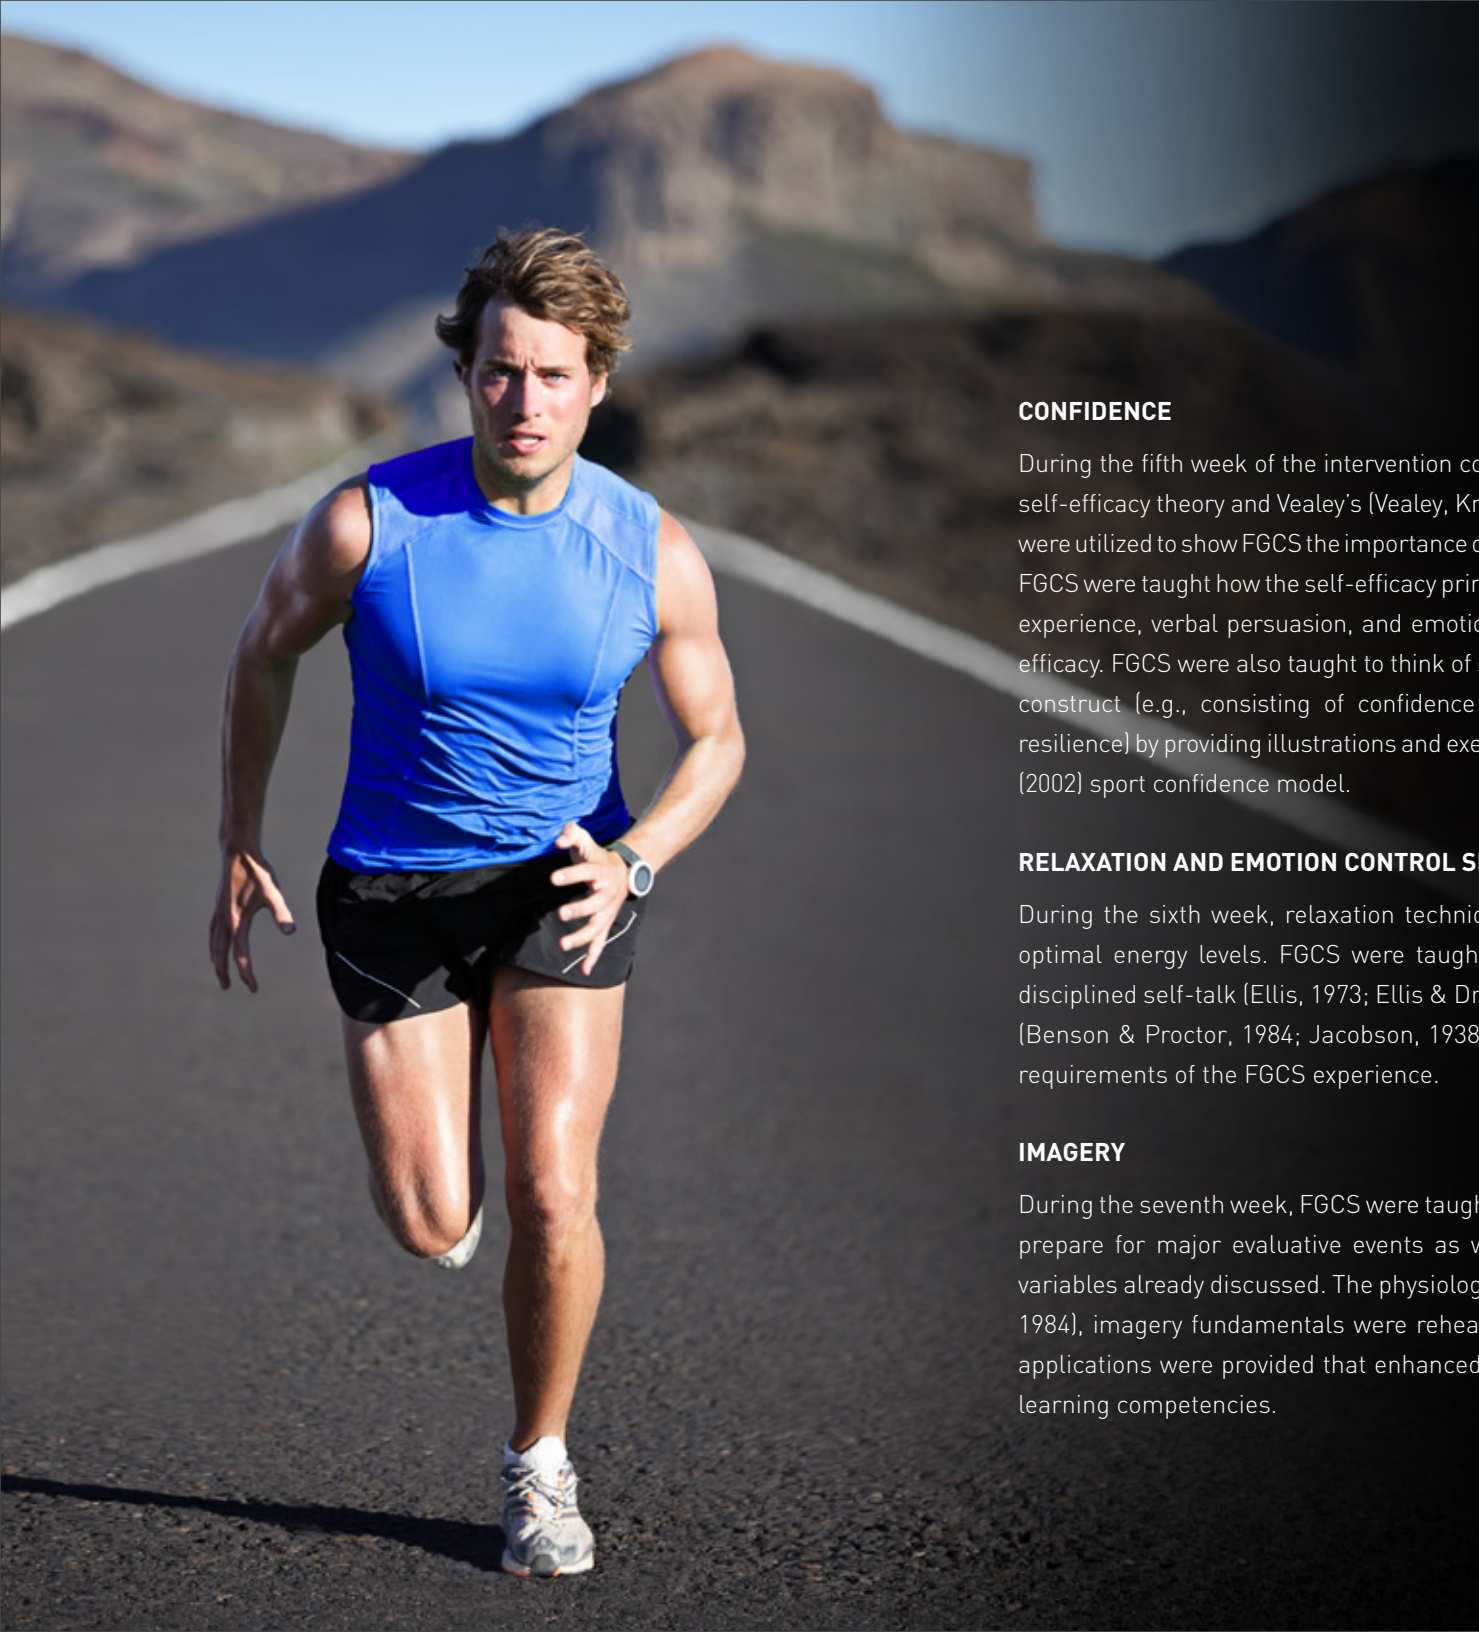 CONFIDENCE
During the fifth week of the intervention
self-efficacy theory and Vealey’s (Vealey,
were utilized to show FGCS the importance
FGCS were taught how the self-efficacy
experience, verbal persuasion, and
efficacy. FGCS were also taught to think of
construct (e.g., consisting of confidence
resilience) by providing illustrations and
(2002) sport confidence model.
RELAXATION AND EMOTION CONTROL
During the sixth week, relaxation
optimal energy levels. FGCS were
disciplined self-talk (Ellis, 1973; Ellis &
(Benson & Proctor, 1984; Jacobson, 1938
requirements of the FGCS experience.
IMAGERY
During the seventh week, FGCS were
prepare for major evaluative events as
variables already discussed. The
1984), imagery fundamentals were
applications were provided that enhanced
learning competencies.